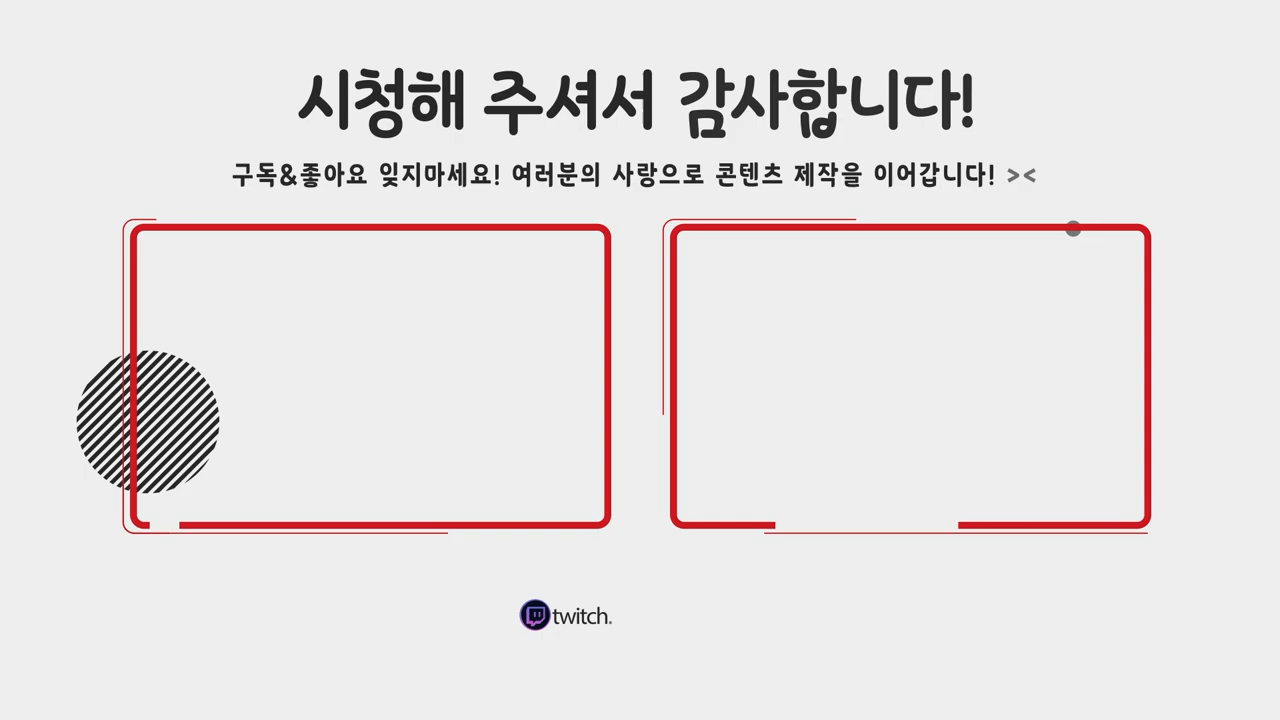 시청해 주셔서 감사합니다!
구독&좋아요 잊지마세요! 여러분의 사랑으로 콘텐츠 제작을 이어갑니다! ><
twitch.